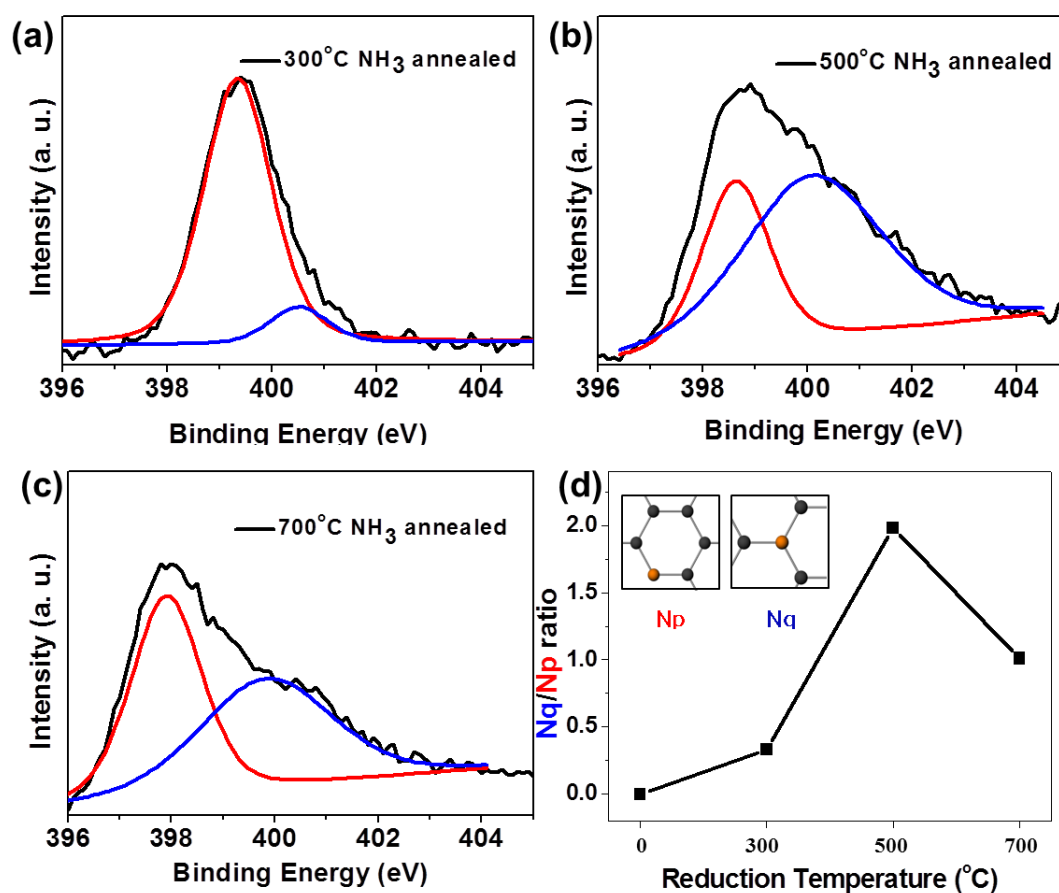 (a)
300°C NH3 annealed
Intensity (a. u.)
396 398 400 402 404
Binding Energy (eV)
(b)
500°C NH3 annealed
Intensity (a. u.)
396 398 400 402 404
Binding Energy (eV)
(c)
700°C NH3 annealed
Intensity (a. u.)
396 398 400 402 404
Binding Energy (eV)
(d)
Np Nq
Nq/Np ratio
2.0
1.5
1.0
0.5
0.0
0 300 500 700
Reduction Temperature (°C)